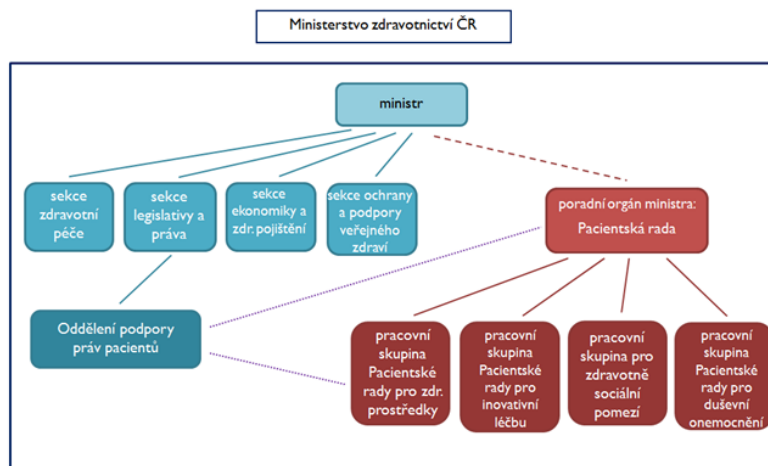 Ministerstvo zdravotnictví ČR
ministr
sekce
zdravotní
péče
sekce
legislativy a
práva
sekce
ekonomiky a
zdr. pojištění
sekce ochrany
a podpory
veřejného
zdraví
poradní orgán ministra:
Pacientská rada
Oddělení podpory
práv pacientů
pracovní
skupina
Pacientské
rady pro zdr.
prostředky
pracovní
skupina
Pacientské
rady pro
inovativní
léčbu
pracovní
skupina pro
zdravotně
sociální
pomezí
pracovní
skupina
Pacientské
rady pro
duševní
onemocnění